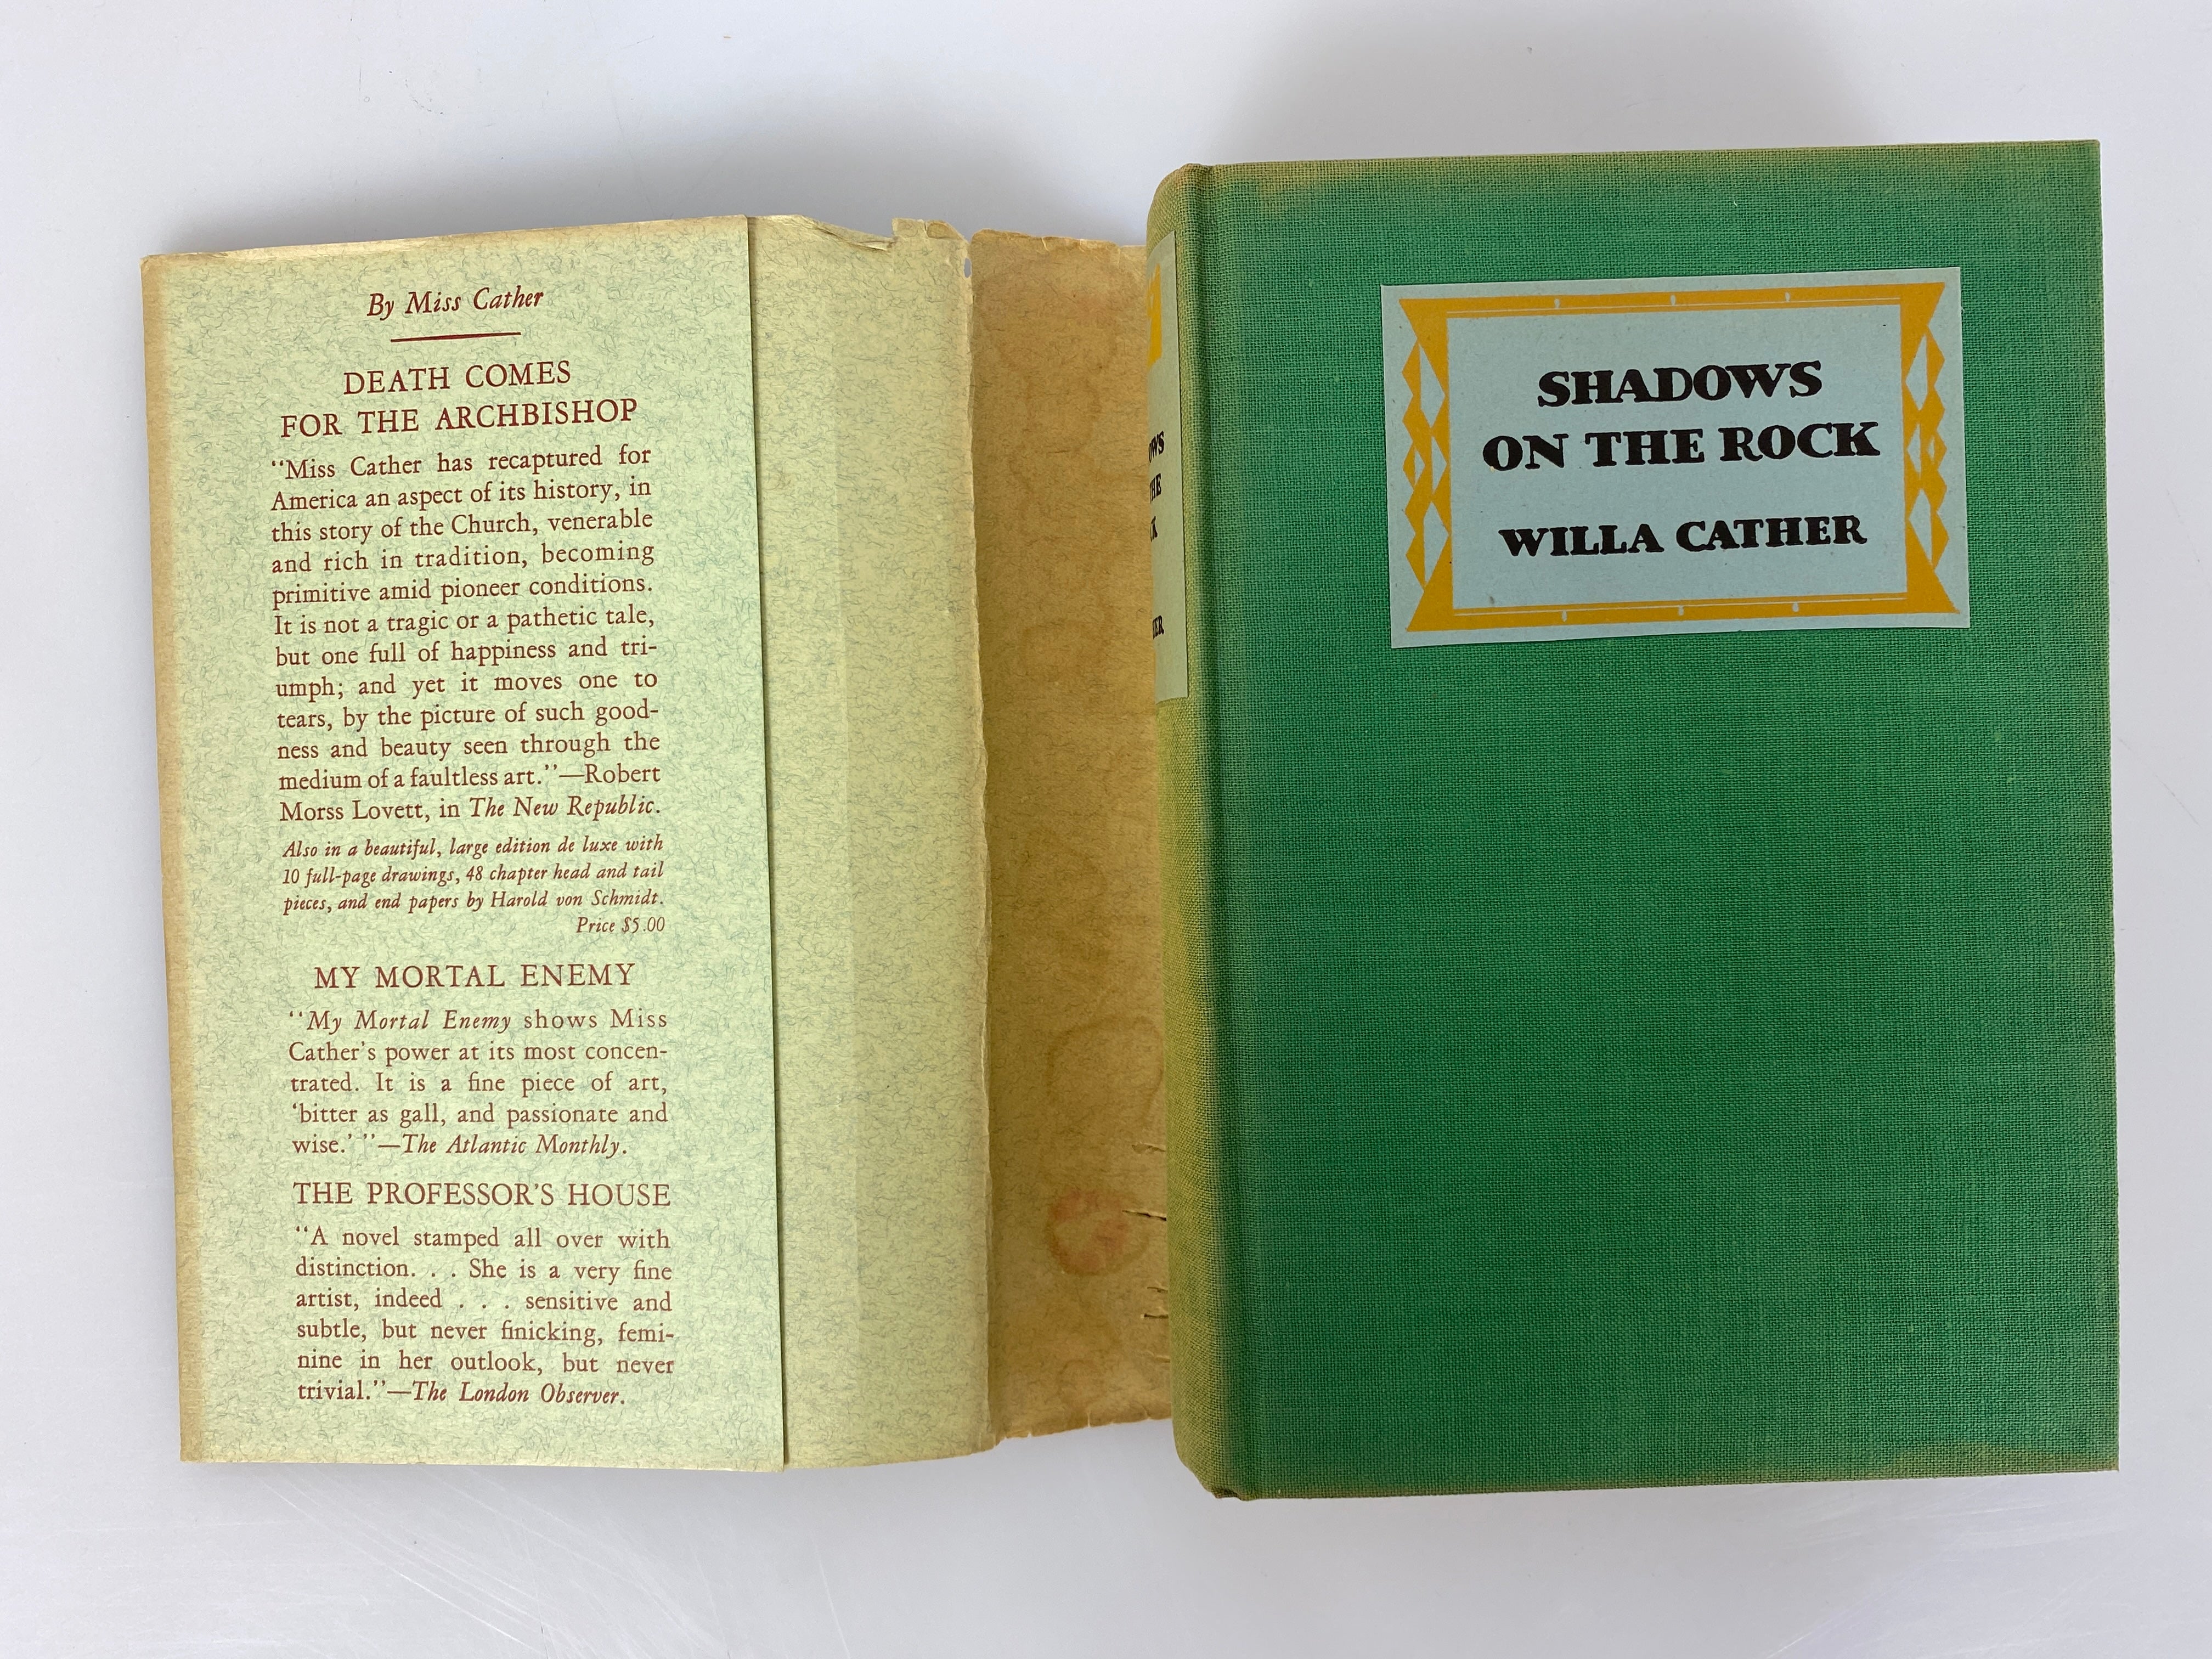 By Miss Cather
DEATH COMES
FOR THE ARCHBISHOP
“Miss Cather has recaptured for
America an aspect of its history, in
this story of the Church, venerable
and rich in tradition, becoming
primitive amid pioneer conditions.
It is not a tragic or a pathetic tale,
but one full of happiness and tri-
umph; and yet it moves one to
tears, by the picture of such good-
ness and beauty seen through the
medium of a faultless art.”—Robert
Morss Lovett, in The New Republic.
Also in a beautiful, large edition de luxe with
10 full-page drawings, 48 chapter head and tail
pieces, and end papers by Harold von Schmidt.
Price $5.00
MY MORTAL ENEMY
“My Mortal Enemy shows Miss
Cather's power at its most concen-
trated. It is a fine piece of art,
‘bitter as gall, and passionate and
wise.’ ”—The Atlantic Monthly.
THE PROFESSOR'S HOUSE
“A novel stamped all over with
distinction. . . She is a very fine
artist, indeed . . . sensitive and
subtle, but never finicking, femi-
nine in her outlook, but never
trivial.”—The London Observer.
SHADOWS
ON THE ROCK
WILLA CATHER